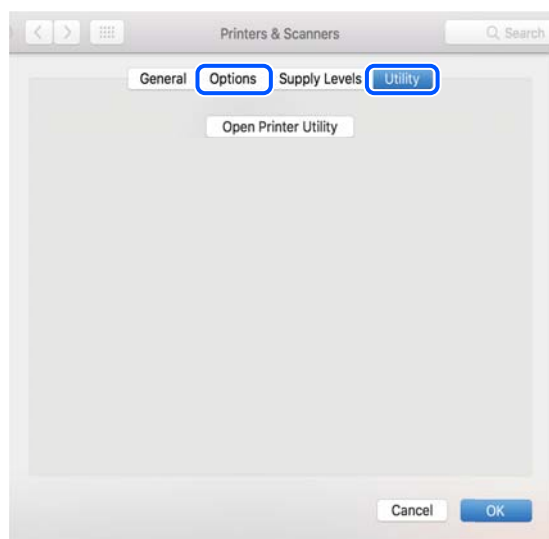 Printers & Scanners Search
General Options Supply Levels Utility
Open Printer Utility
Cancel OK